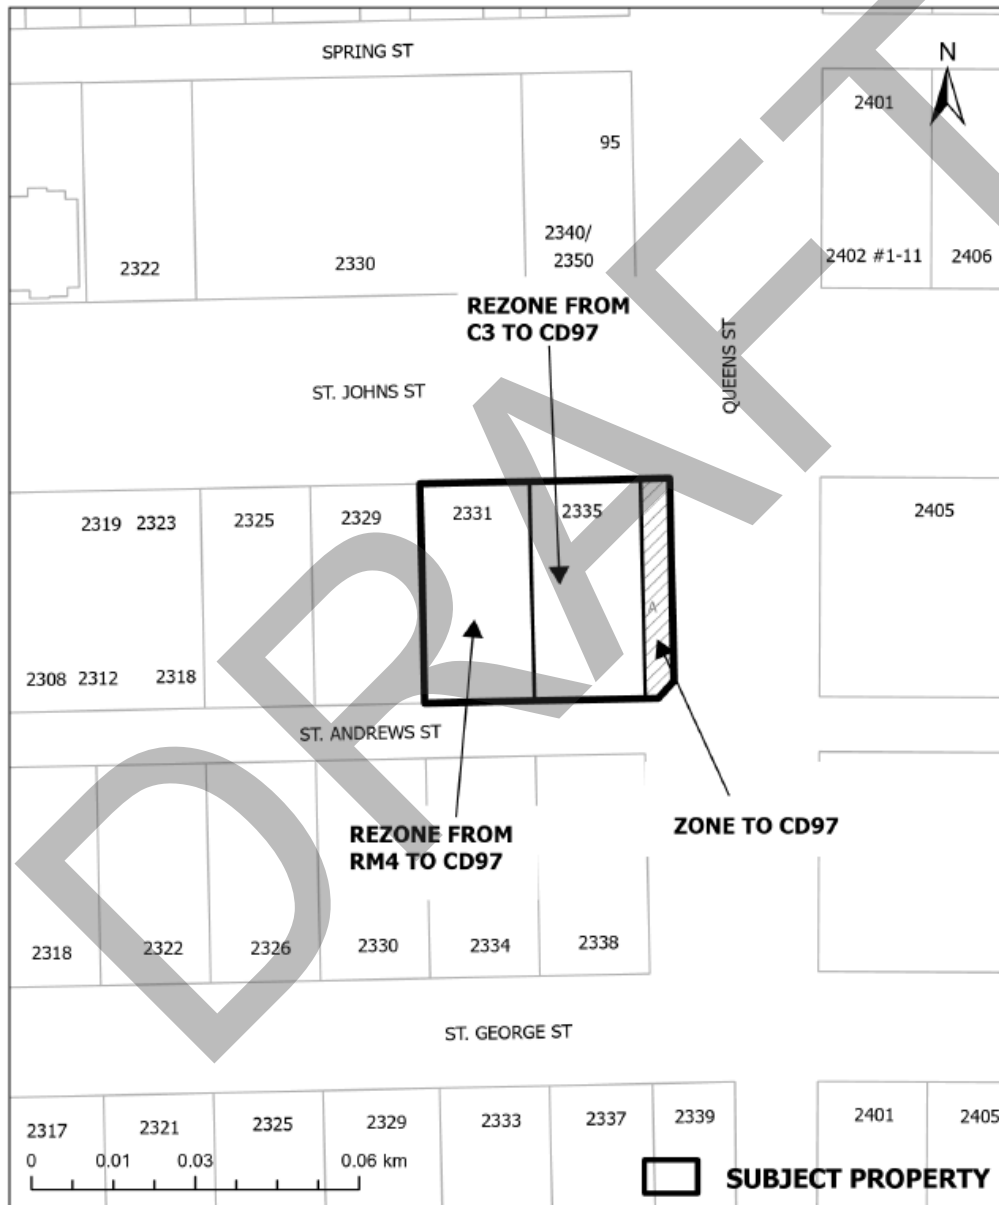 SPRING ST
N
2401
95
2340/
2350
2322
2330
2402 #1-11
2406
REZONE FROM
C3 TO CD97
QUEENS ST
ST. JOHNS ST
2319
2323
2325
2329
2331
2335
2405
A
2308
2312
2318
ST. ANDREWS ST
REZONE FROM
RM4 TO CD97
ZONE TO CD97
2318
2322
2326
2330
2334
2338
ST. GEORGE ST
2317
2321
2325
2329
2333
2337
2339
2401
2405
0
0.01
0.03
0.06 km
SUBJECT PROPERTY
DRAFT